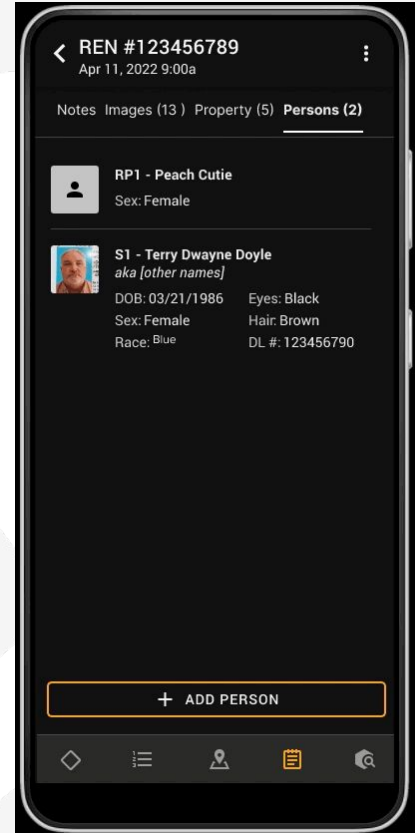 REN #123456789
Apr 11, 2022 9:00a
Notes Images (13 ) Property (5) Persons (2)
RP1 - Peach Cutie
Sex: Female
S1 - Terry Dwayne Doyle
aka [other names]
DOB: 03/21/1986 Eyes: Black
Sex: Female Hair: Brown
Race: Blue DL #: 123456790
+ ADD PERSON